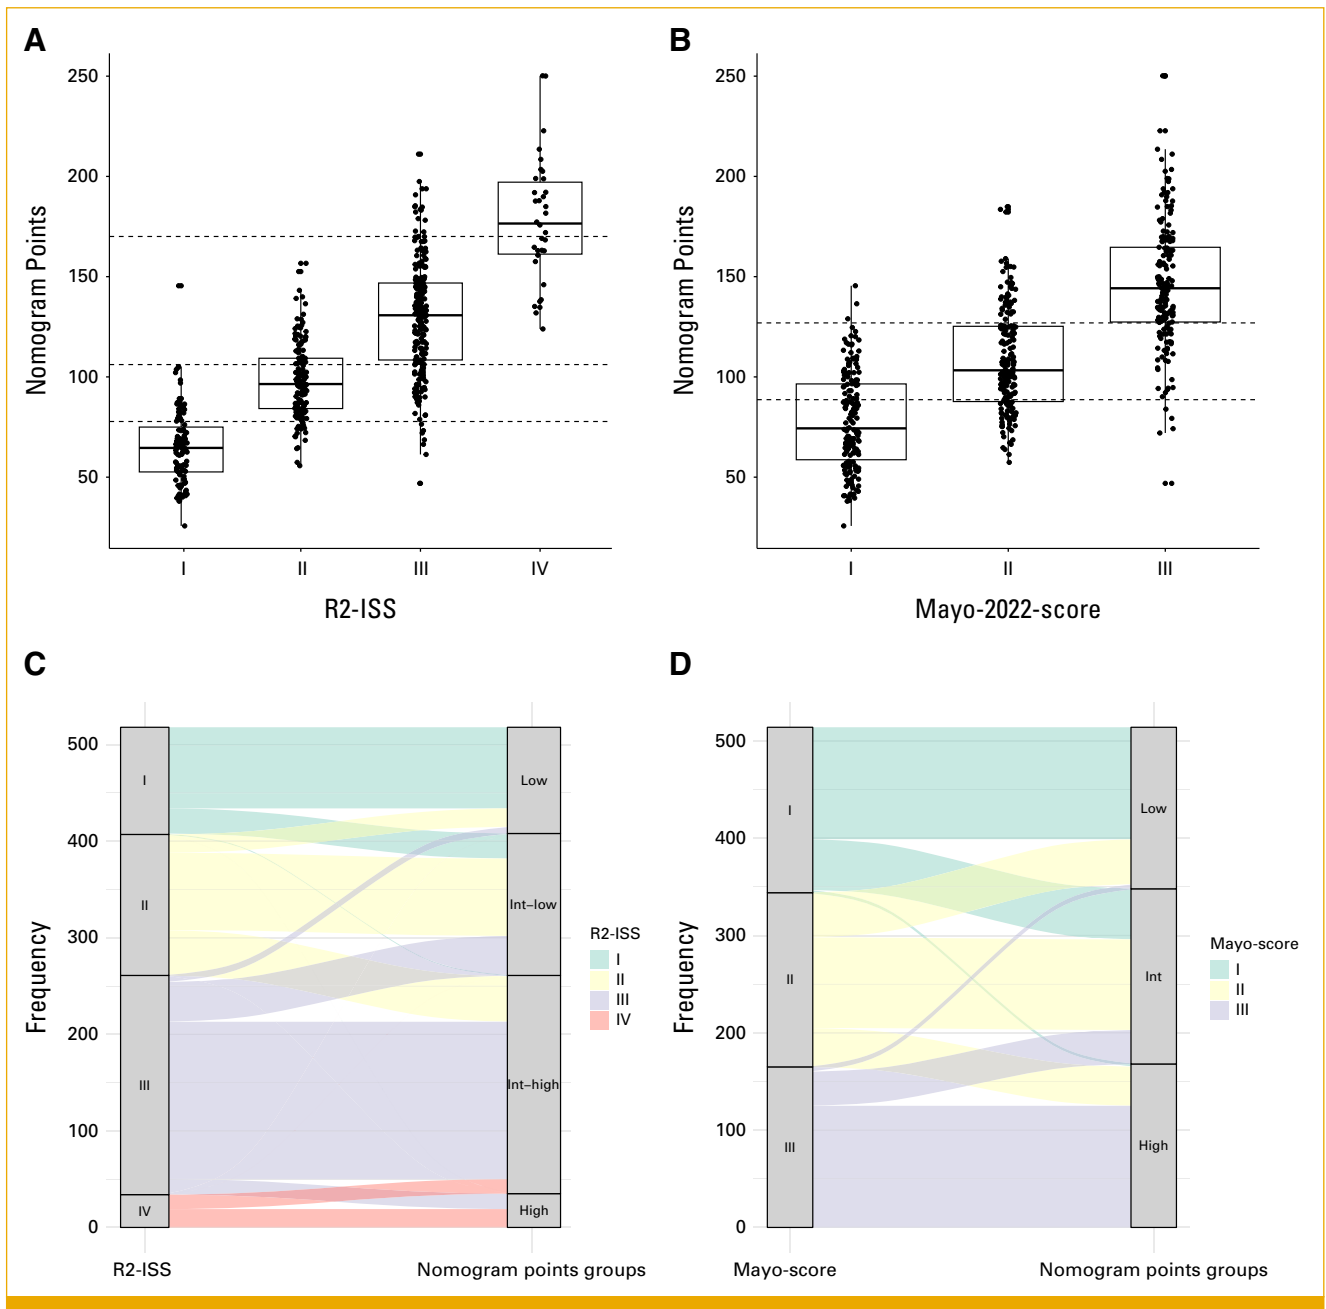 A
250
200
150
100
50
Nomogram Points
I II III IV
R2-ISS
B
250
200
150
100
50
Nomogram Points
I II III
Mayo-2022-score
C
500
400
300
200
100
0
Frequency
I
II
III
IV
Low
Int–low
Int–high
High
R2-ISS
I
II
III
IV
R2-ISS Nomogram points groups
D
500
400
300
200
100
0
Frequency
I
II
III
Low
Int
High
Mayo-score
I
II
III
Mayo-score Nomogram points groups